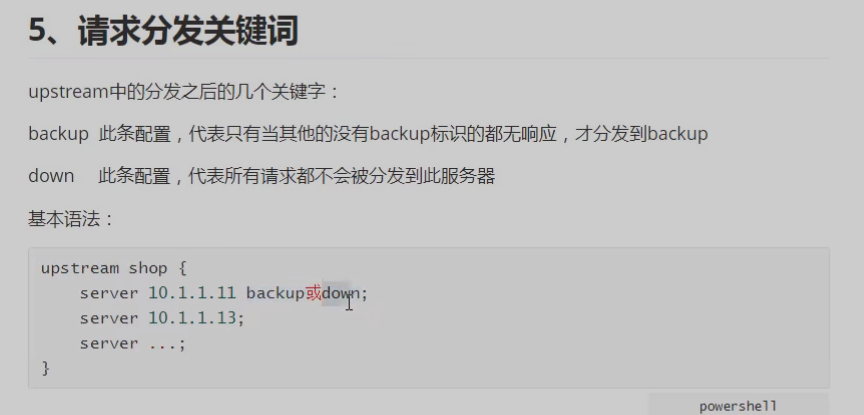 5、请求分发关键词
upstream中的分发之后的几个关键字：
backup 此条配置，代表只有当其他的没有backup标识的都无响应，才分发到backup
down 此条配置，代表所有请求都不会被分发到此服务器
基本语法：
upstream shop {
server 10.1.1.11 backup或down;
server 10.1.1.13;
server ...;
}
powershell